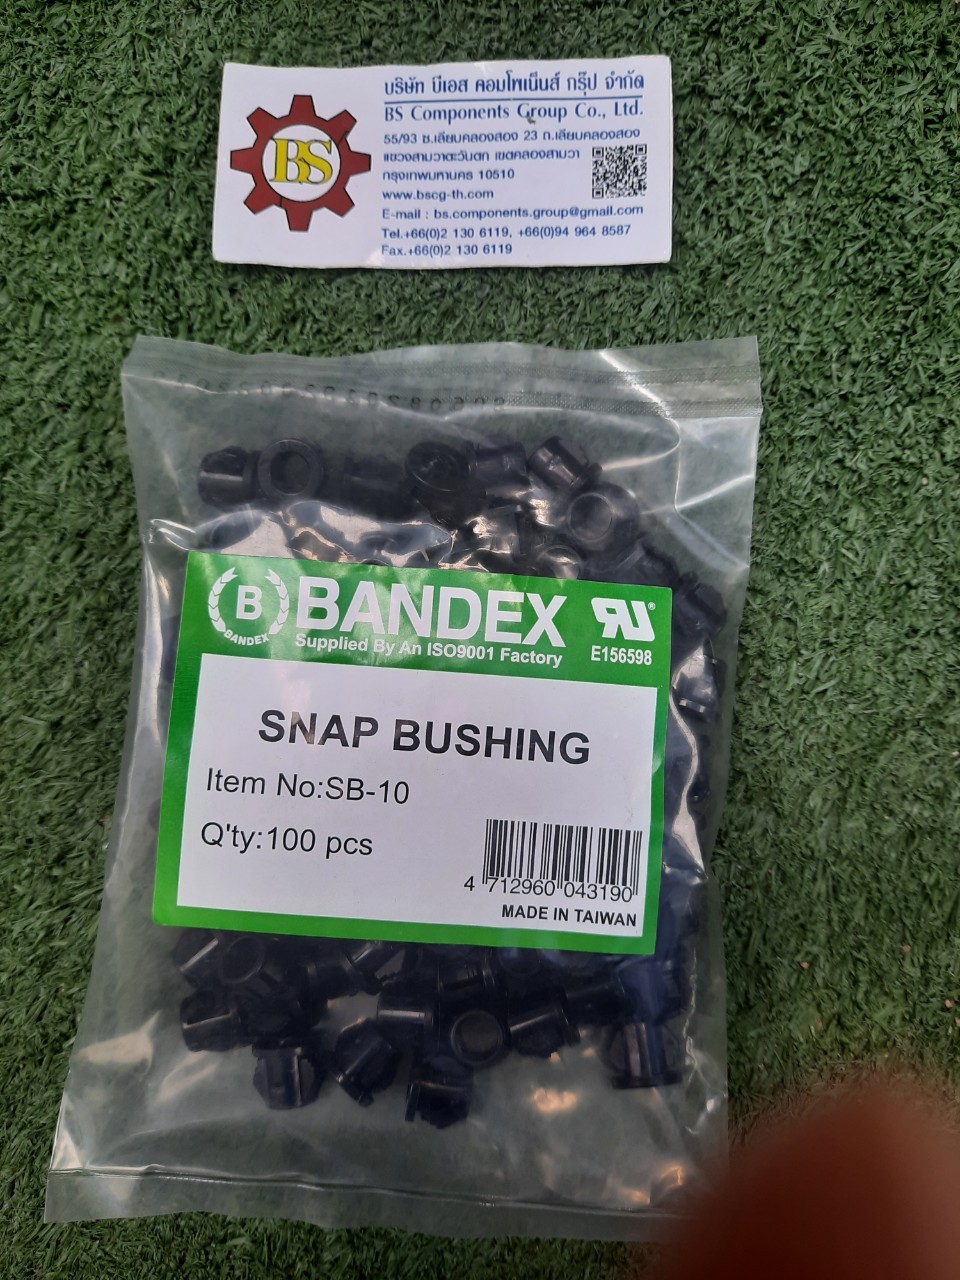 บริษัท บีเอส คอมโพเน็นส์ กรุ๊ป จำกัด
BS Components Group Co., Ltd.
55/93 ซ.เลียบคลองสอง 23 ถ.เลียบคลองสอง
แขวงสามวาตะวันตก เขตคลองสามวา
กรุงเทพมหานคร 10510
www.bscg-th.com
E-mail : bs.components.group@gmail.com
Tel.+66(0)2 130 6119, +66(0)94 964 8587
Fax.+66(0)2 130 6119
BS
B
BANDEX
BANDEX
Supplied By An ISO9001 Factory
RU®
E156598
SNAP BUSHING
Item No:SB-10
Q'ty:100 pcs
4 712960 043190
MADE IN TAIWAN